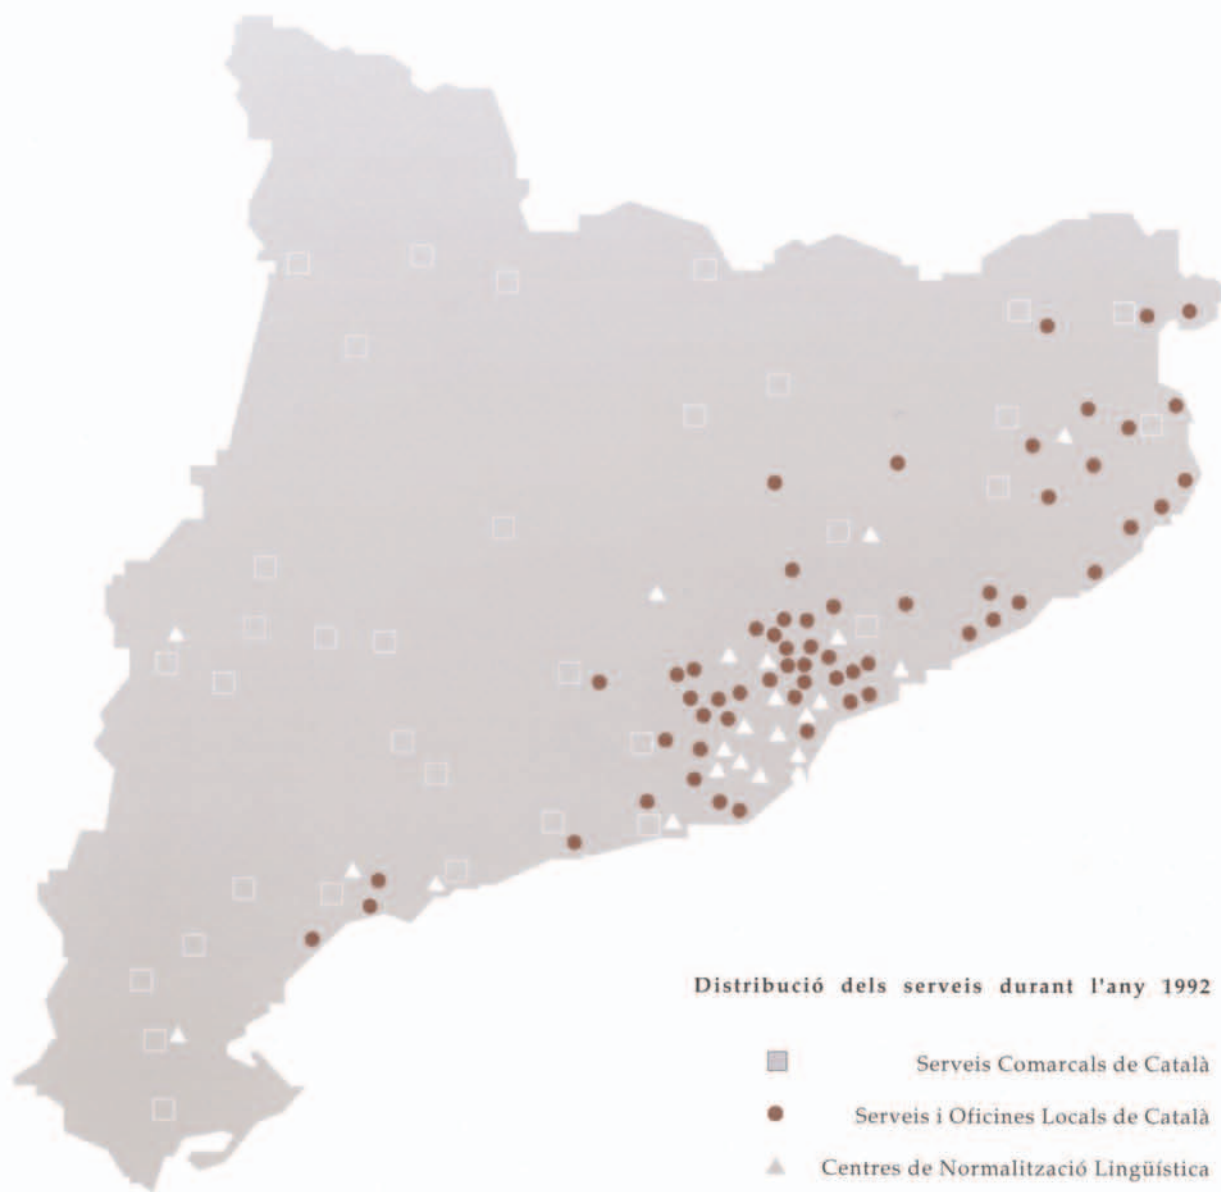 Distribució dels serveis durant l'any 1992
Serveis Comarcals de Català
Serveis i Oficines Locals de Català
Centres de Normalització Lingüística